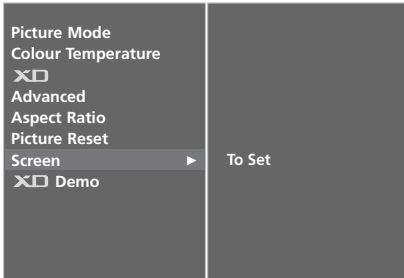 Picture Mode
Colour Temperature
XD
Advanced
Aspect Ratio
Picture Reset
Screen ► To Set
XD Demo